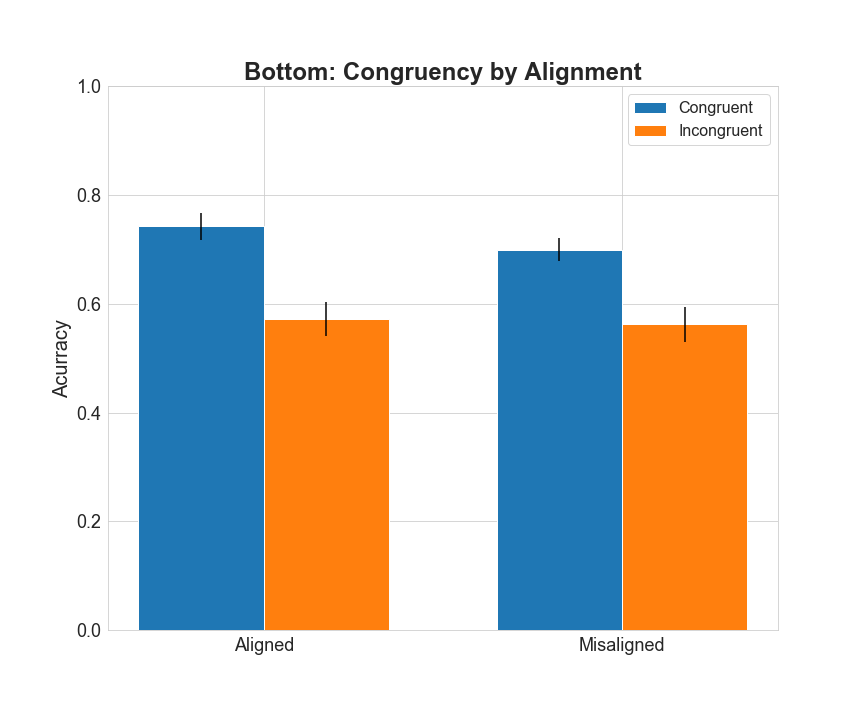 Bottom: Congruency by Alignment
1.0
0.8
0.6
0.4
0.2
0.0
Acurracy
Congruent
Incongruent
Aligned
Misaligned